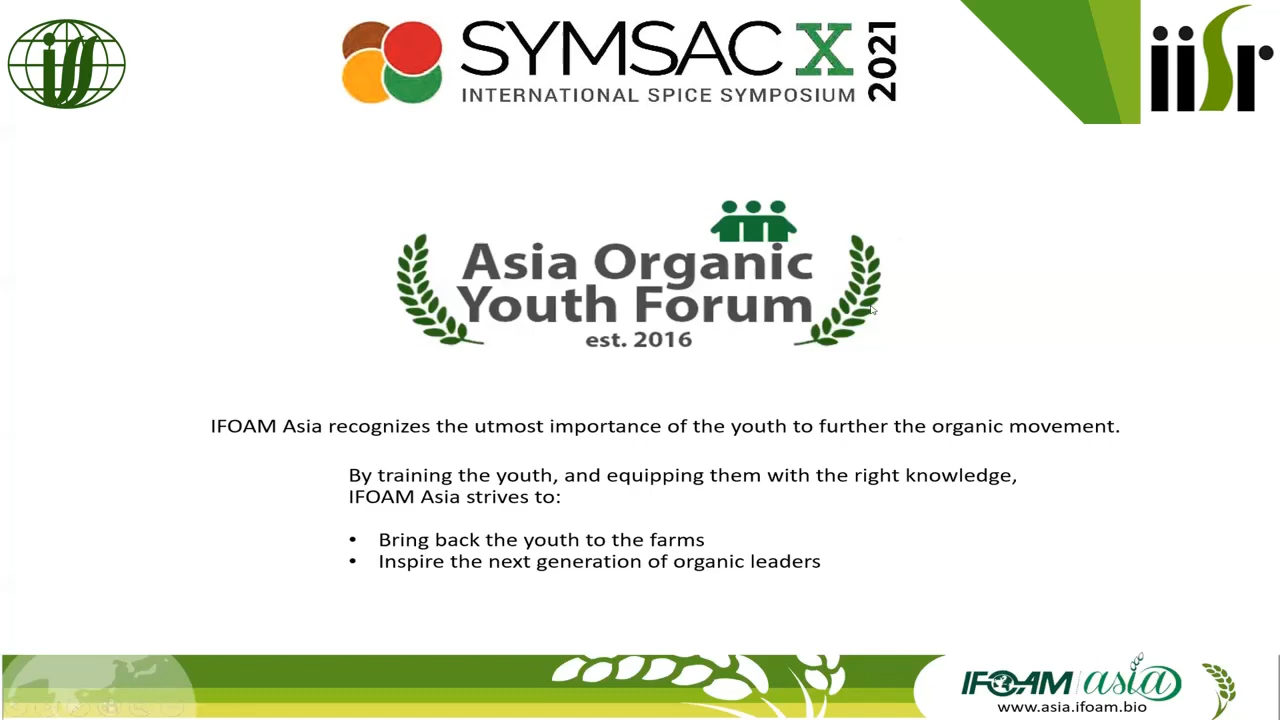 iss
SYMSAC X 2021
INTERNATIONAL SPICE SYMPOSIUM
iisr
Asia Organic
Youth Forum
est. 2016
IFOAM Asia recognizes the utmost importance of the youth to further the organic movement.
By training the youth, and equipping them with the right knowledge,
IFOAM Asia strives to:
• Bring back the youth to the farms
• Inspire the next generation of organic leaders
IFOAM asia
www.asia.ifoam.bio